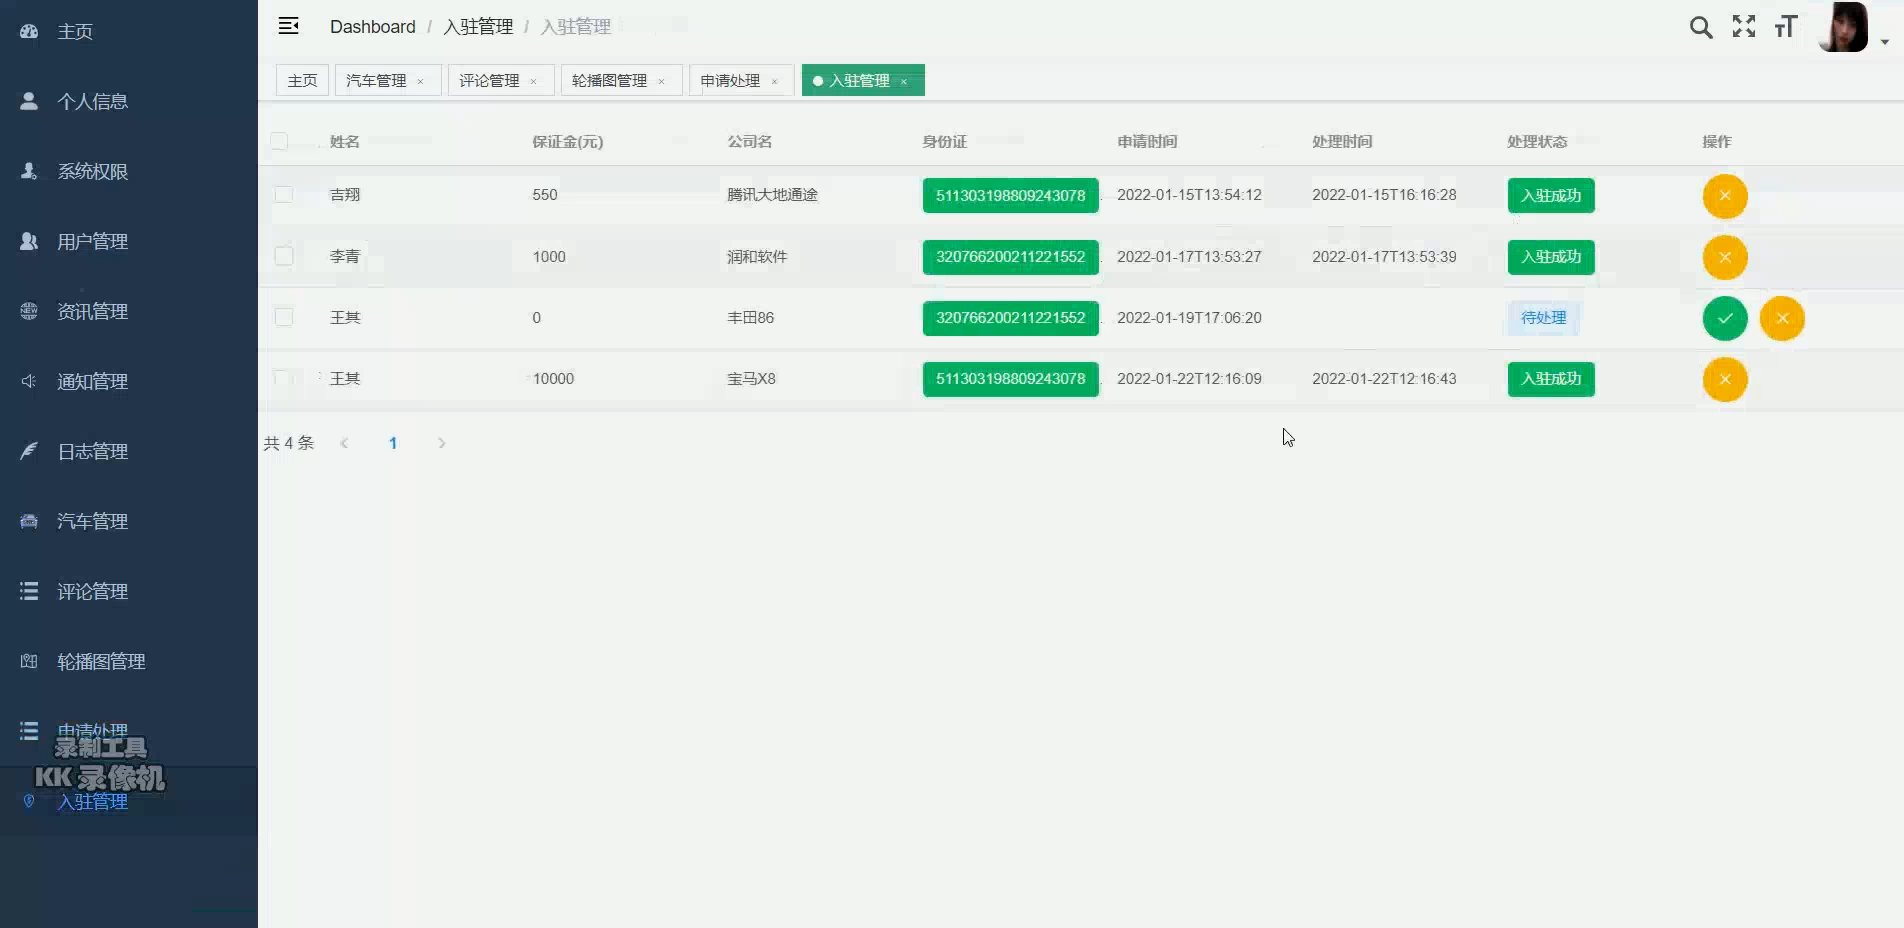 主页
个人信息
系统权限
用户管理
资讯管理
通知管理
日志管理
汽车管理
评论管理
轮播图管理
申请处理
录制工具
KK 录像机
入驻管理
Dashboard / 入驻管理 / 入驻管理
主页 汽车管理 × 评论管理 × 轮播图管理 × 申请处理 × 入驻管理 ×
姓名 保证金(元) 公司名 身份证 申请时间 处理时间 处理状态 操作
吉翔 550 腾讯大地通途 511303198809243078 2022-01-15T13:54:12 2022-01-15T16:16:28 入驻成功
李青 1000 润和软件 320766200211221552 2022-01-17T13:53:27 2022-01-17T13:53:39 入驻成功
王其 0 丰田86 320766200211221552 2022-01-19T17:06:20 待处理
王其 10000 宝马X8 511303198809243078 2022-01-22T12:16:09 2022-01-22T12:16:43 入驻成功
共 4 条 < 1 >